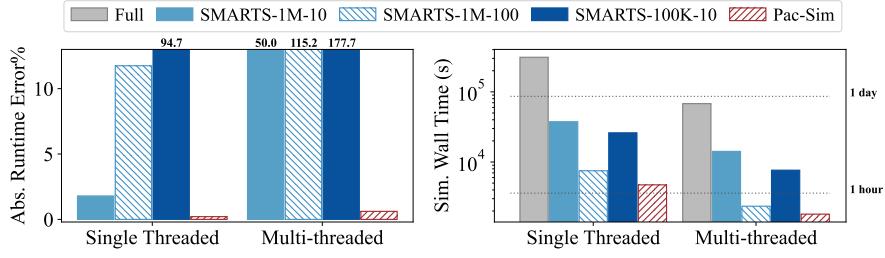 Full SMARTS-1M-10 SMARTS-1M-100 SMARTS-100K-10 Pac-Sim
Abs. Runtime Error%
10
5
0
94.7
50.0 115.2 177.7
Single Threaded Multi-threaded
Sim. Wall Time (s)
10^5
10^4
1 day
1 hour
Single Threaded Multi-threaded